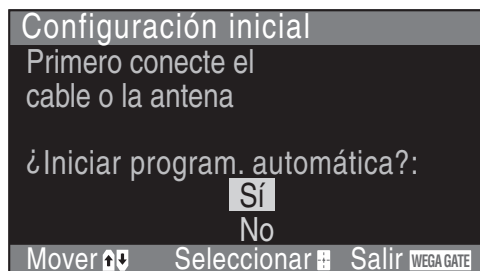 Configuración inicial
Primero conecte el
cable o la antena
¿Iniciar program. automática?:
Sí
No
Mover Seleccionar Salir WEGA GATE